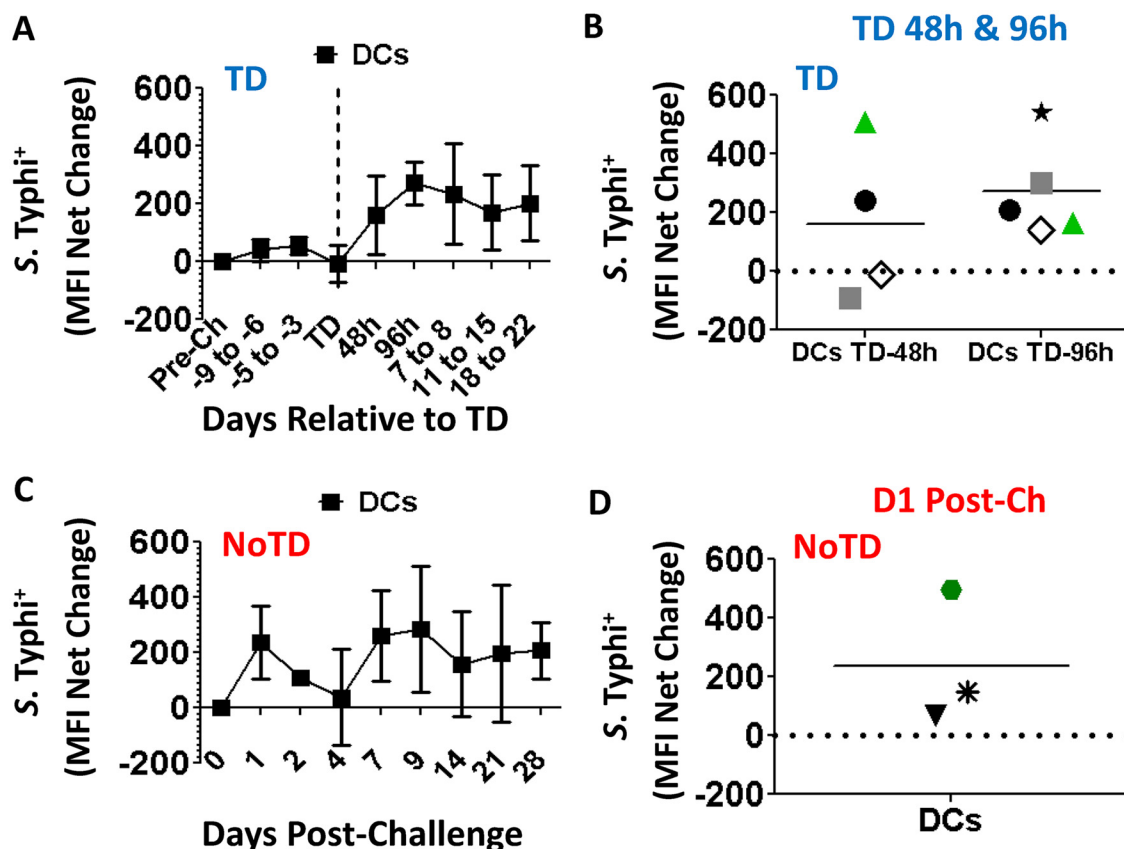 A
DCs
TD
S. Typhi+
(MFI Net Change)
600
400
200
0
-200
Pre-Ch
-9 to -6
-5 to -3
TD
48h
96h
7 to 8
11 to 15
18 to 22
Days Relative to TD
B
TD 48h & 96h
TD
S. Typhi+
(MFI Net Change)
600
400
200
0
-200
DCs TD-48h
DCs TD-96h
C
DCs
NoTD
S. Typhi+
(MFI Net Change)
600
400
200
0
-200
0
1
2
4
7
9
14
21
28
Days Post-Challenge
D
D1 Post-Ch
NoTD
S. Typhi+
(MFI Net Change)
600
400
200
0
-200
DCs